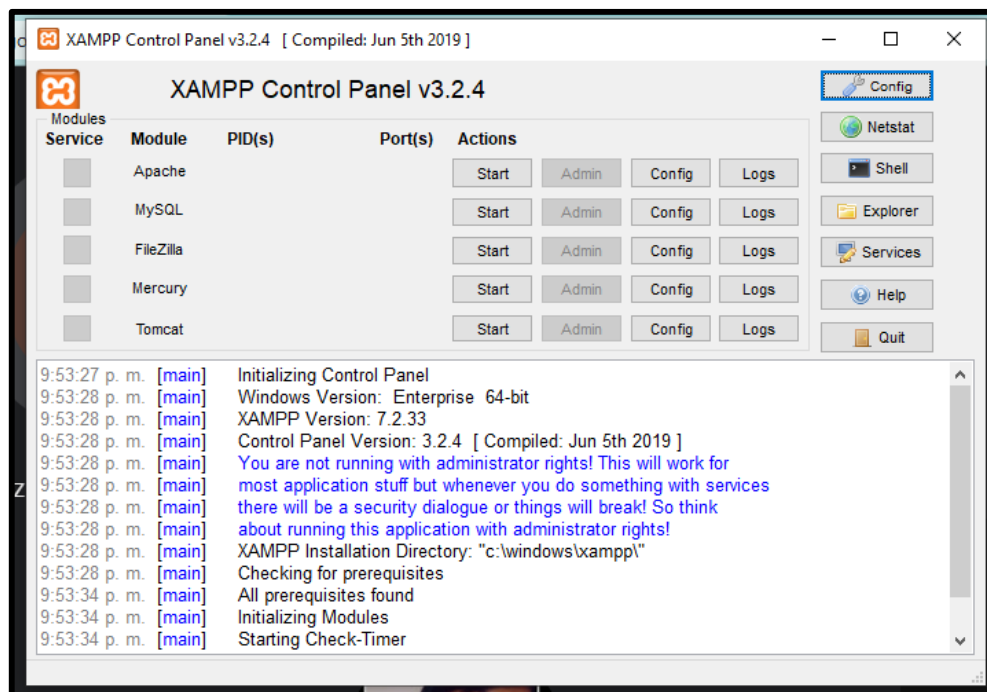 XAMPP Control Panel v3.2.4 [ Compiled: Jun 5th 2019 ]
XAMPP Control Panel v3.2.4
Config
Netstat
Shell
Explorer
Services
Help
Quit
Modules
Service Module PID(s) Port(s) Actions
Apache Start Admin Config Logs
MySQL Start Admin Config Logs
FileZilla Start Admin Config Logs
Mercury Start Admin Config Logs
Tomcat Start Admin Config Logs
9:53:27 p. m. [main] Initializing Control Panel
9:53:28 p. m. [main] Windows Version: Enterprise 64-bit
9:53:28 p. m. [main] XAMPP Version: 7.2.33
9:53:28 p. m. [main] Control Panel Version: 3.2.4 [ Compiled: Jun 5th 2019 ]
9:53:28 p. m. [main] You are not running with administrator rights! This will work for
9:53:28 p. m. [main] most application stuff but whenever you do something with services
9:53:28 p. m. [main] there will be a security dialogue or things will break! So think
9:53:28 p. m. [main] about running this application with administrator rights!
9:53:28 p. m. [main] XAMPP Installation Directory: "c:\windows\xampp\"
9:53:28 p. m. [main] Checking for prerequisites
9:53:34 p. m. [main] All prerequisites found
9:53:34 p. m. [main] Initializing Modules
9:53:34 p. m. [main] Starting Check-Timer